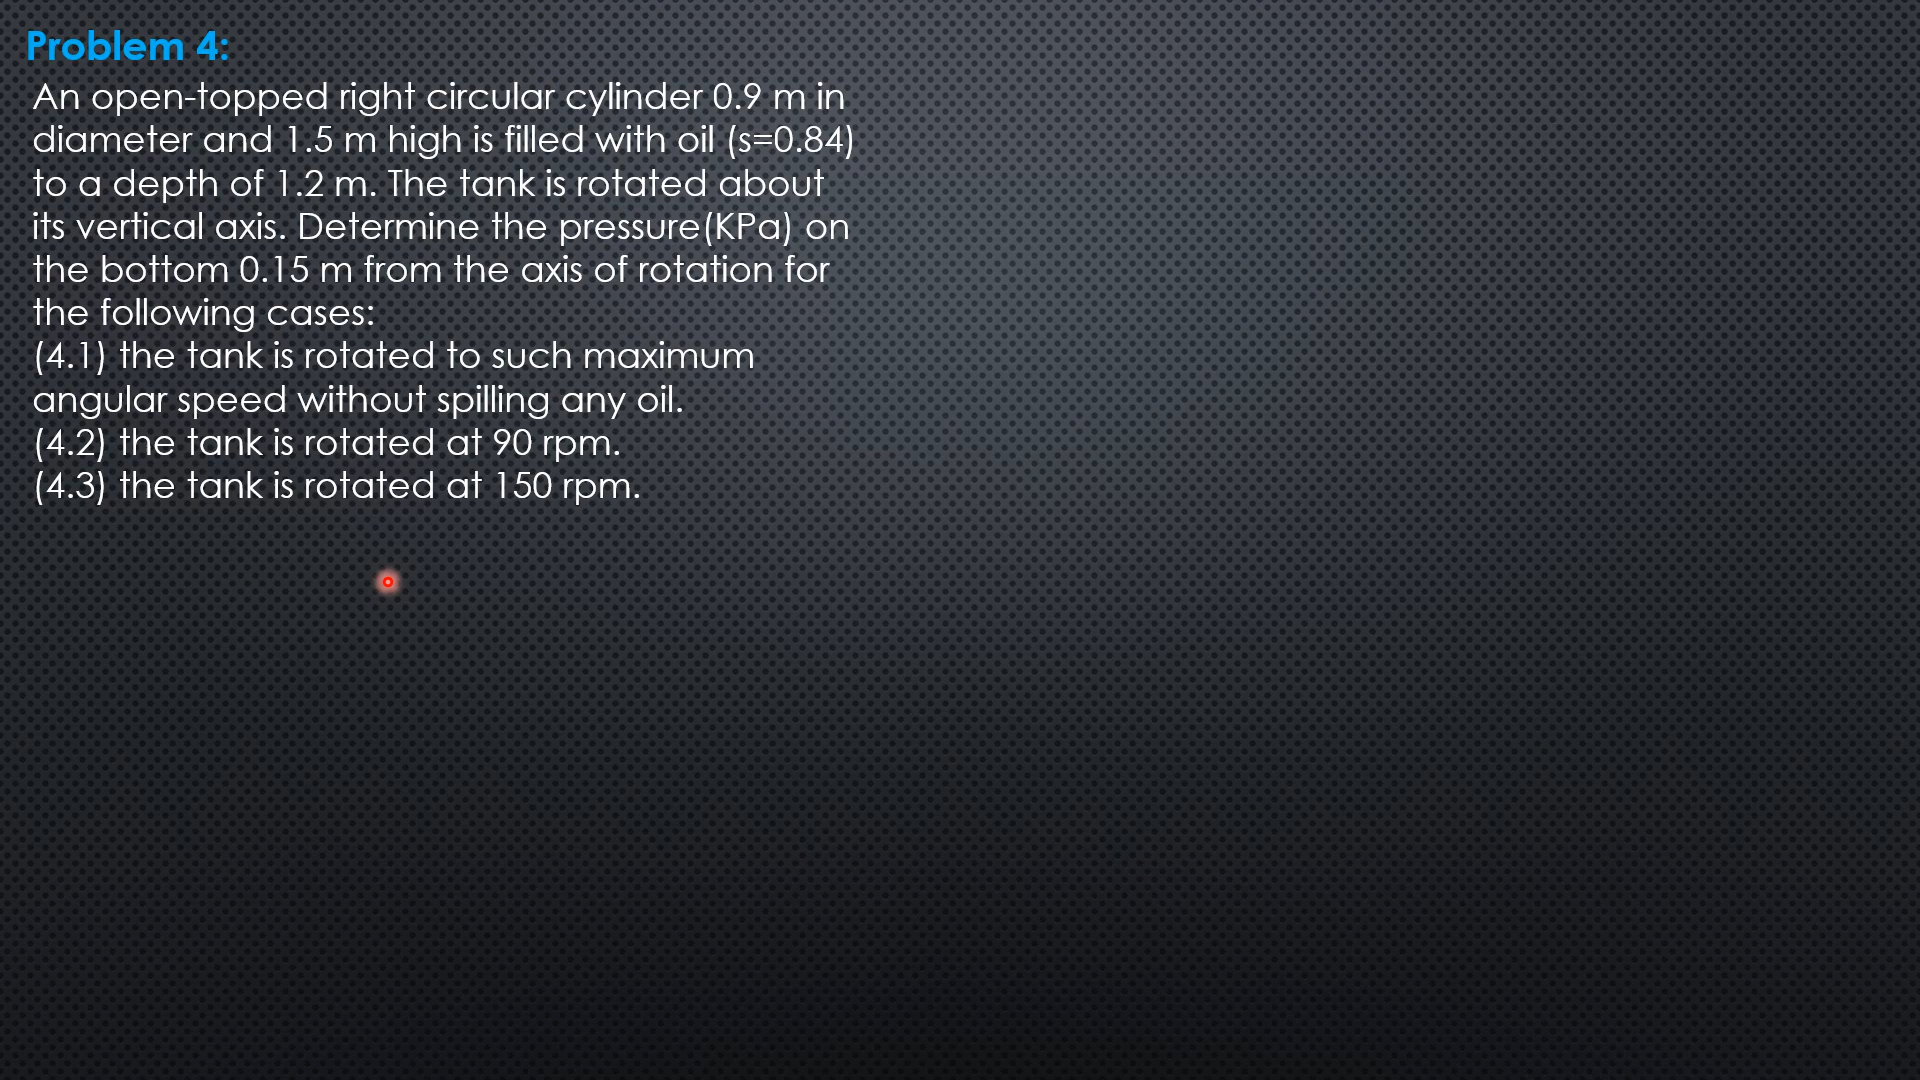 Problem 4:
An open-topped right circular cylinder 0.9 m in
diameter and 1.5 m high is filled with oil (s=0.84)
to a depth of 1.2 m. The tank is rotated about
its vertical axis. Determine the pressure(KPa) on
the bottom 0.15 m from the axis of rotation for
the following cases:
(4.1) the tank is rotated to such maximum
angular speed without spilling any oil.
(4.2) the tank is rotated at 90 rpm.
(4.3) the tank is rotated at 150 rpm.